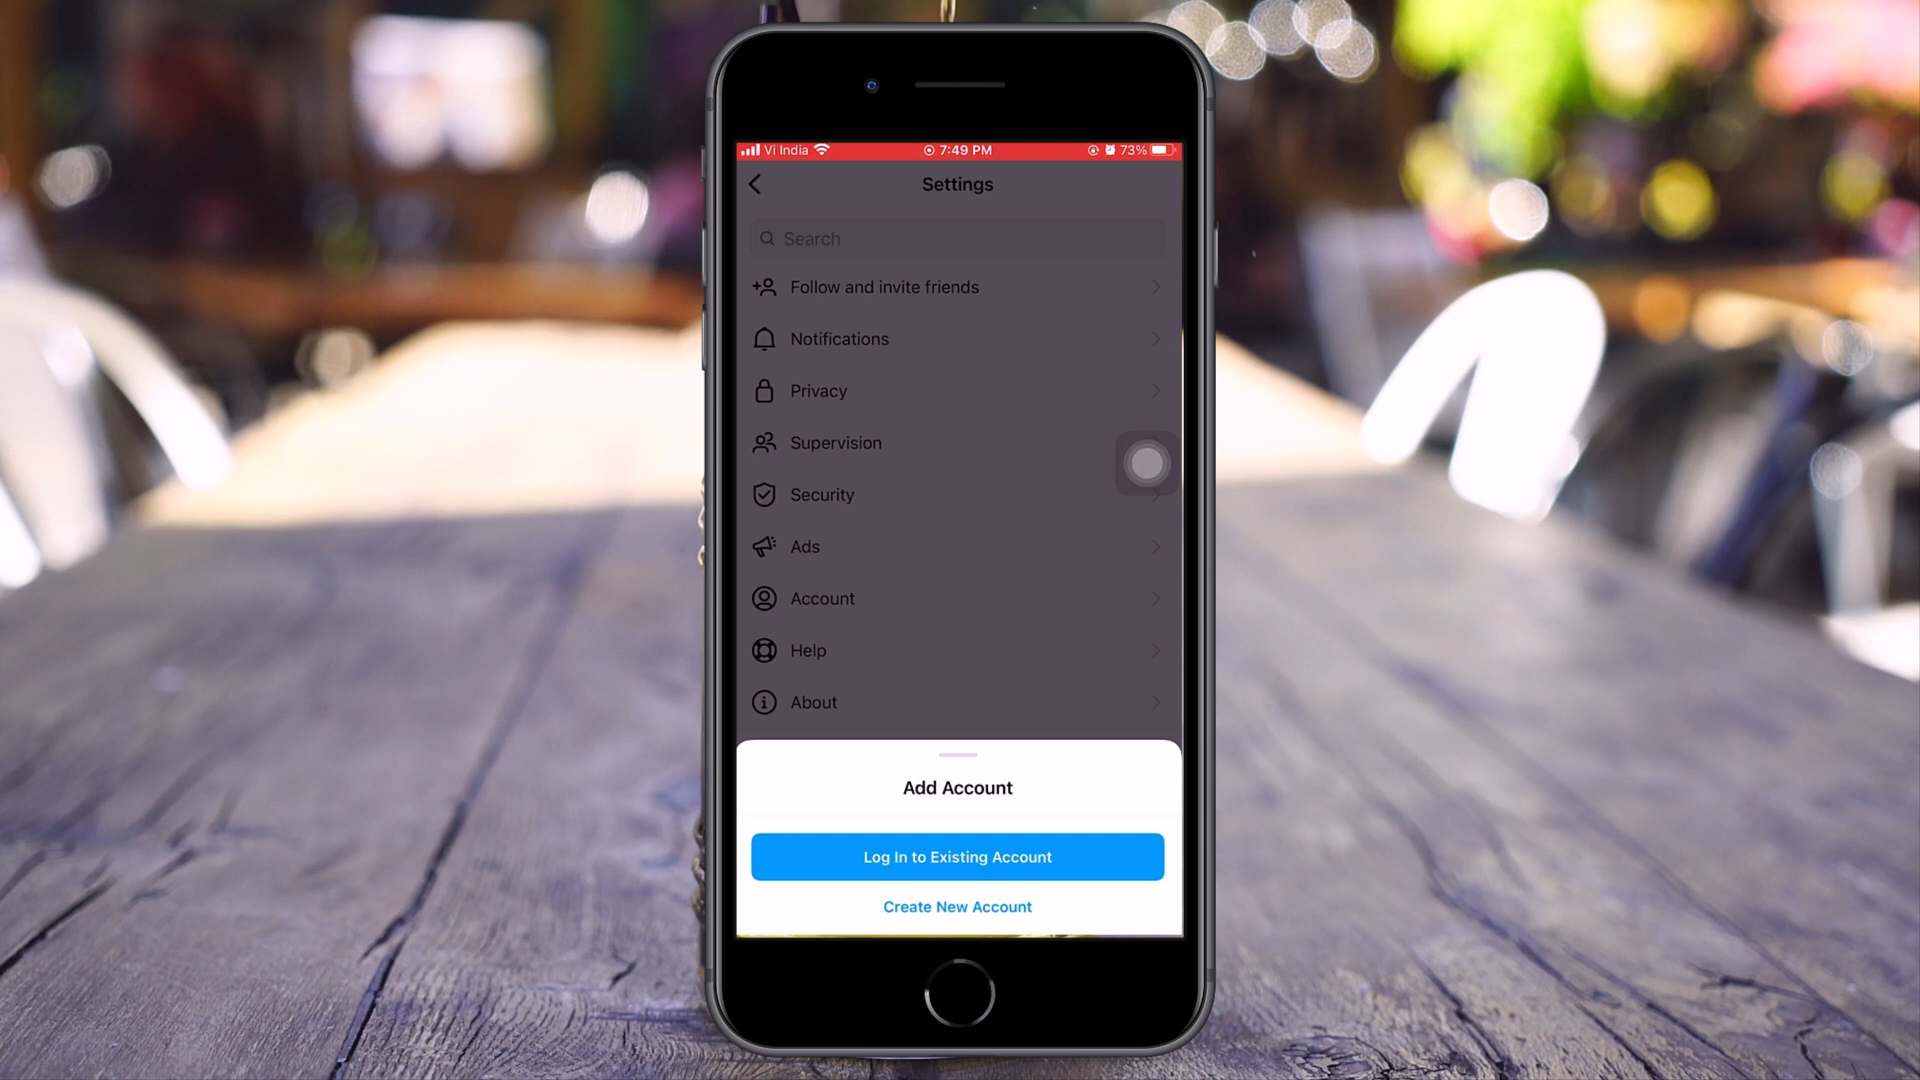 Vi India 7:49 PM 73%
Settings
Search
Follow and invite friends
Notifications
Privacy
Supervision
Security
Ads
Account
Help
About
Add Account
Log In to Existing Account
Create New Account